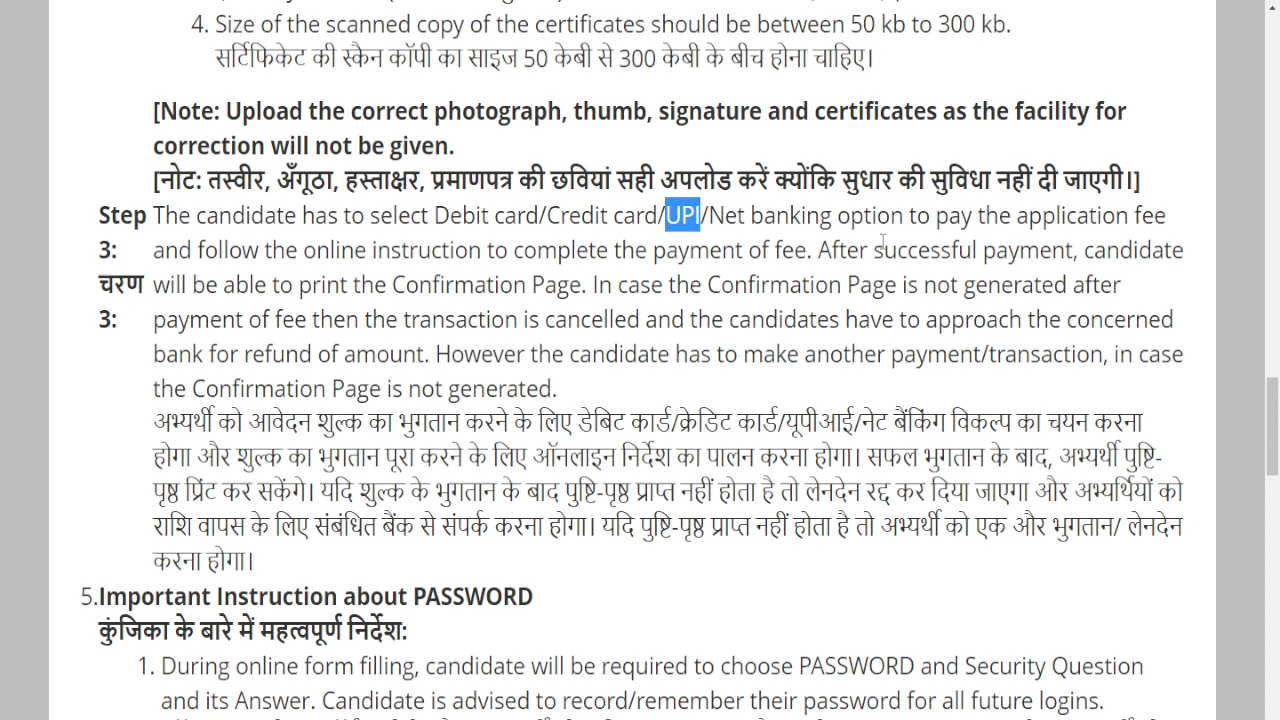 4. Size of the scanned copy of the certificates should be between 50 kb to 300 kb.
सर्टिफिकेट की स्कैन कॉपी का साइज 50 केबी से 300 केबी के बीच होना चाहिए।
[Note: Upload the correct photograph, thumb, signature and certificates as the facility for
correction will not be given.
[नोट: तस्वीर, अँगूठा, हस्ताक्षर, प्रमाणपत्र की छवियां सही अपलोड करें क्योंकि सुधार की सुविधा नहीं दी जाएगी।]
Step The candidate has to select Debit card/Credit card/UPI/Net banking option to pay the application fee
3: and follow the online instruction to complete the payment of fee. After successful payment, candidate
चरण will be able to print the Confirmation Page. In case the Confirmation Page is not generated after
3: payment of fee then the transaction is cancelled and the candidates have to approach the concerned
bank for refund of amount. However the candidate has to make another payment/transaction, in case
the Confirmation Page is not generated.
अभ्यर्थी को आवेदन शुल्क का भुगतान करने के लिए डेबिट कार्ड/क्रेडिट कार्ड/यूपीआई/नेट बैंकिंग विकल्प का चयन करना
होगा और शुल्क का भुगतान पूरा करने के लिए ऑनलाइन निर्देश का पालन करना होगा। सफल भुगतान के बाद, अभ्यर्थी पुष्टि-
पृष्ठ प्रिंट कर सकेंगे। यदि शुल्क के भुगतान के बाद पुष्टि-पृष्ठ प्राप्त नहीं होता है तो लेनदेन रद्द कर दिया जाएगा और अभ्यर्थियों को
राशि वापस के लिए संबंधित बैंक से संपर्क करना होगा। यदि पुष्टि-पृष्ठ प्राप्त नहीं होता है तो अभ्यर्थी को एक और भुगतान/ लेनदेन
करना होगा।
5.Important Instruction about PASSWORD
कुंजिका के बारे में महत्वपूर्ण निर्देश:
1. During online form filling, candidate will be required to choose PASSWORD and Security Question
and its Answer. Candidate is advised to record/remember their password for all future logins.